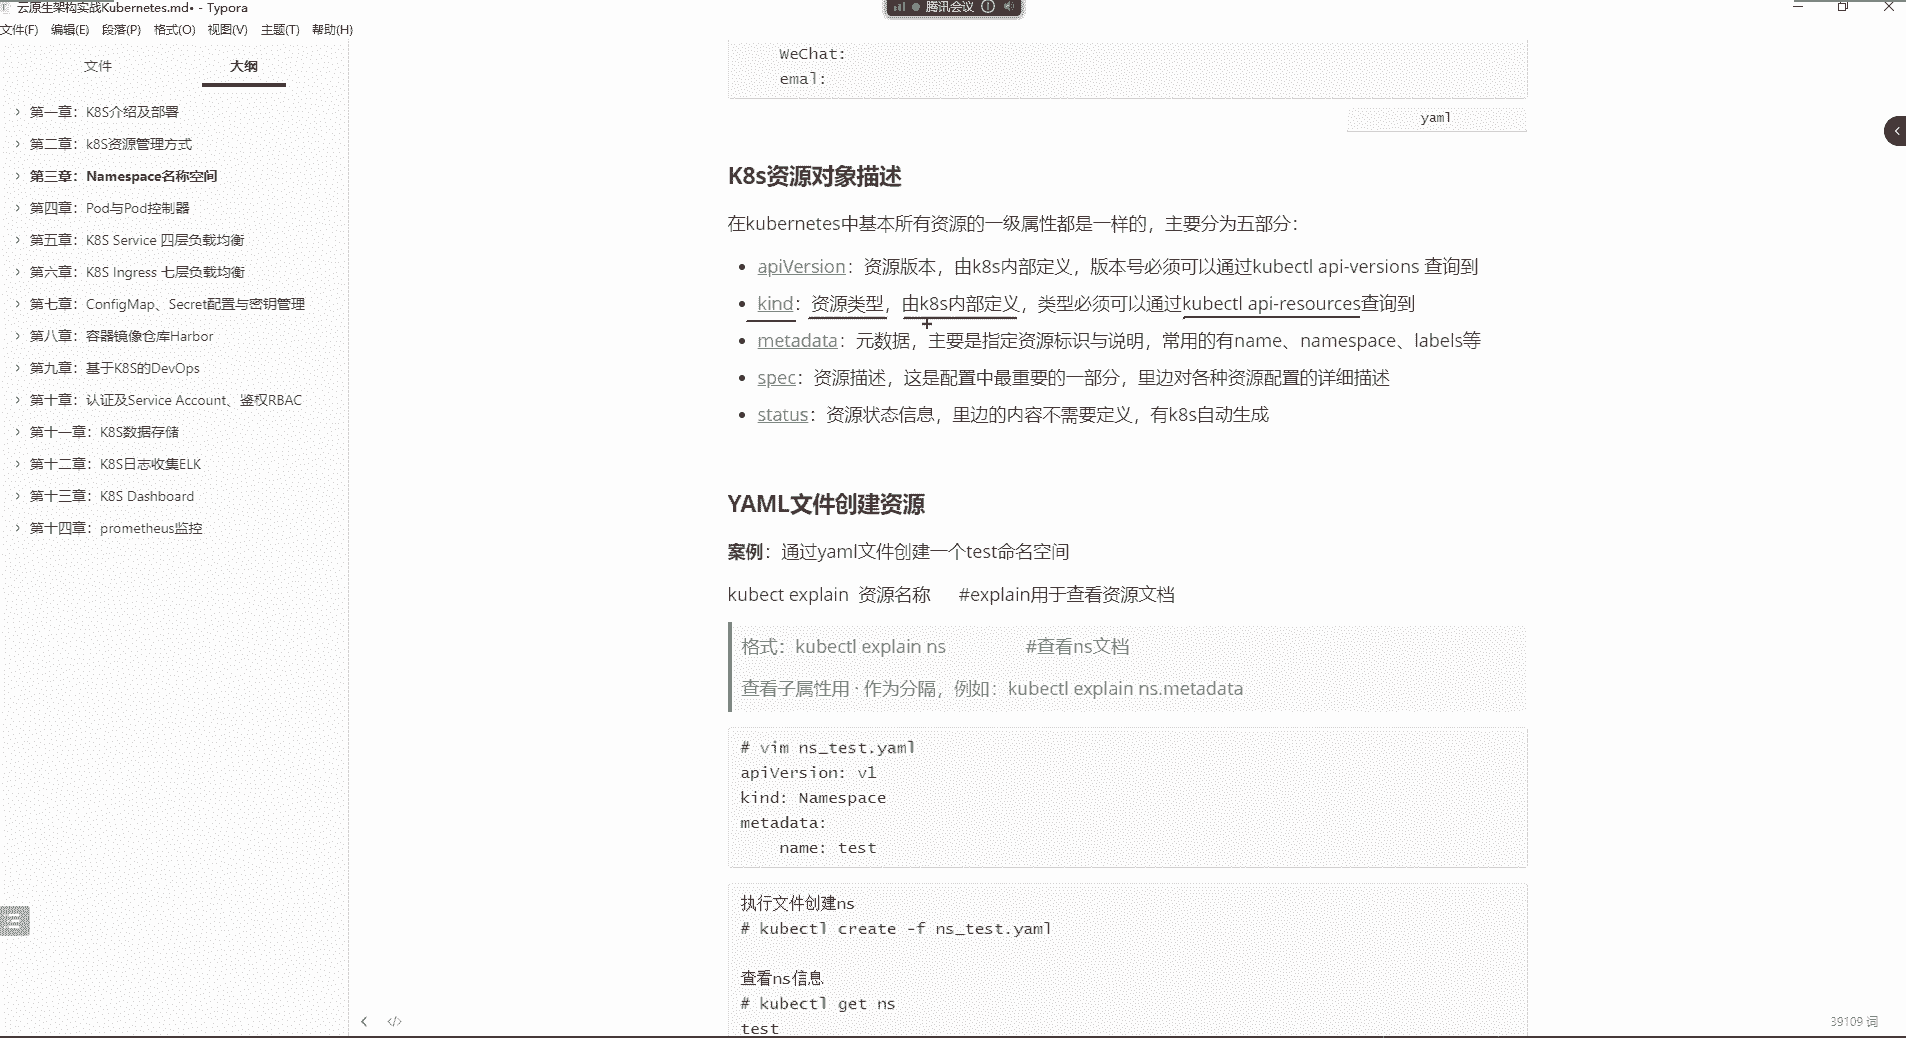 云原生架构实战Kubernetes.md• - Typora
腾讯会议
文件(F) 编辑(E) 段落(P) 格式(O) 视图(V) 主题(T) 帮助(H)
文件 大纲
第一章：K8S介绍及部署
第二章：k8S资源管理方式
第三章：Namespace名称空间
第四章：Pod与Pod控制器
第五章：K8S Service 四层负载均衡
第六章：K8S Ingress 七层负载均衡
第七章：ConfigMap、Secret配置与密钥管理
第八章：容器镜像仓库Harbor
第九章：基于K8S的DevOps
第十章：认证及Service Account、鉴权RBAC
第十一章：K8S数据存储
第十二章：K8S日志收集ELK
第十三章：K8S Dashboard
第十四章：prometheus监控
WeChat:
emal:
yaml
K8s资源对象描述
在kubernetes中基本所有资源的一级属性都是一样的，主要分为五部分：
• apiVersion：资源版本，由k8s内部定义，版本号必须可以通过kubectl api-versions 查询到
• kind：资源类型，由k8s内部定义，类型必须可以通过kubectl api-resources查询到
• metadata：元数据，主要是指定资源标识与说明，常用的有name、namespace、labels等
• spec：资源描述，这是配置中最重要的一部分，里边对各种资源配置的详细描述
• status：资源状态信息，里边的内容不需要定义，有k8s自动生成
YAML文件创建资源
案例：通过yaml文件创建一个test命名空间
kubect explain 资源名称 #explain用于查看资源文档
格式：kubectl explain ns #查看ns文档
查看子属性用 · 作为分隔，例如：kubectl explain ns.metadata
# vim ns_test.yaml
apiVersion: v1
kind: Namespace
metadata:
name: test
执行文件创建ns
# kubectl create -f ns_test.yaml
查看ns信息
# kubectl get ns
test
39109 词